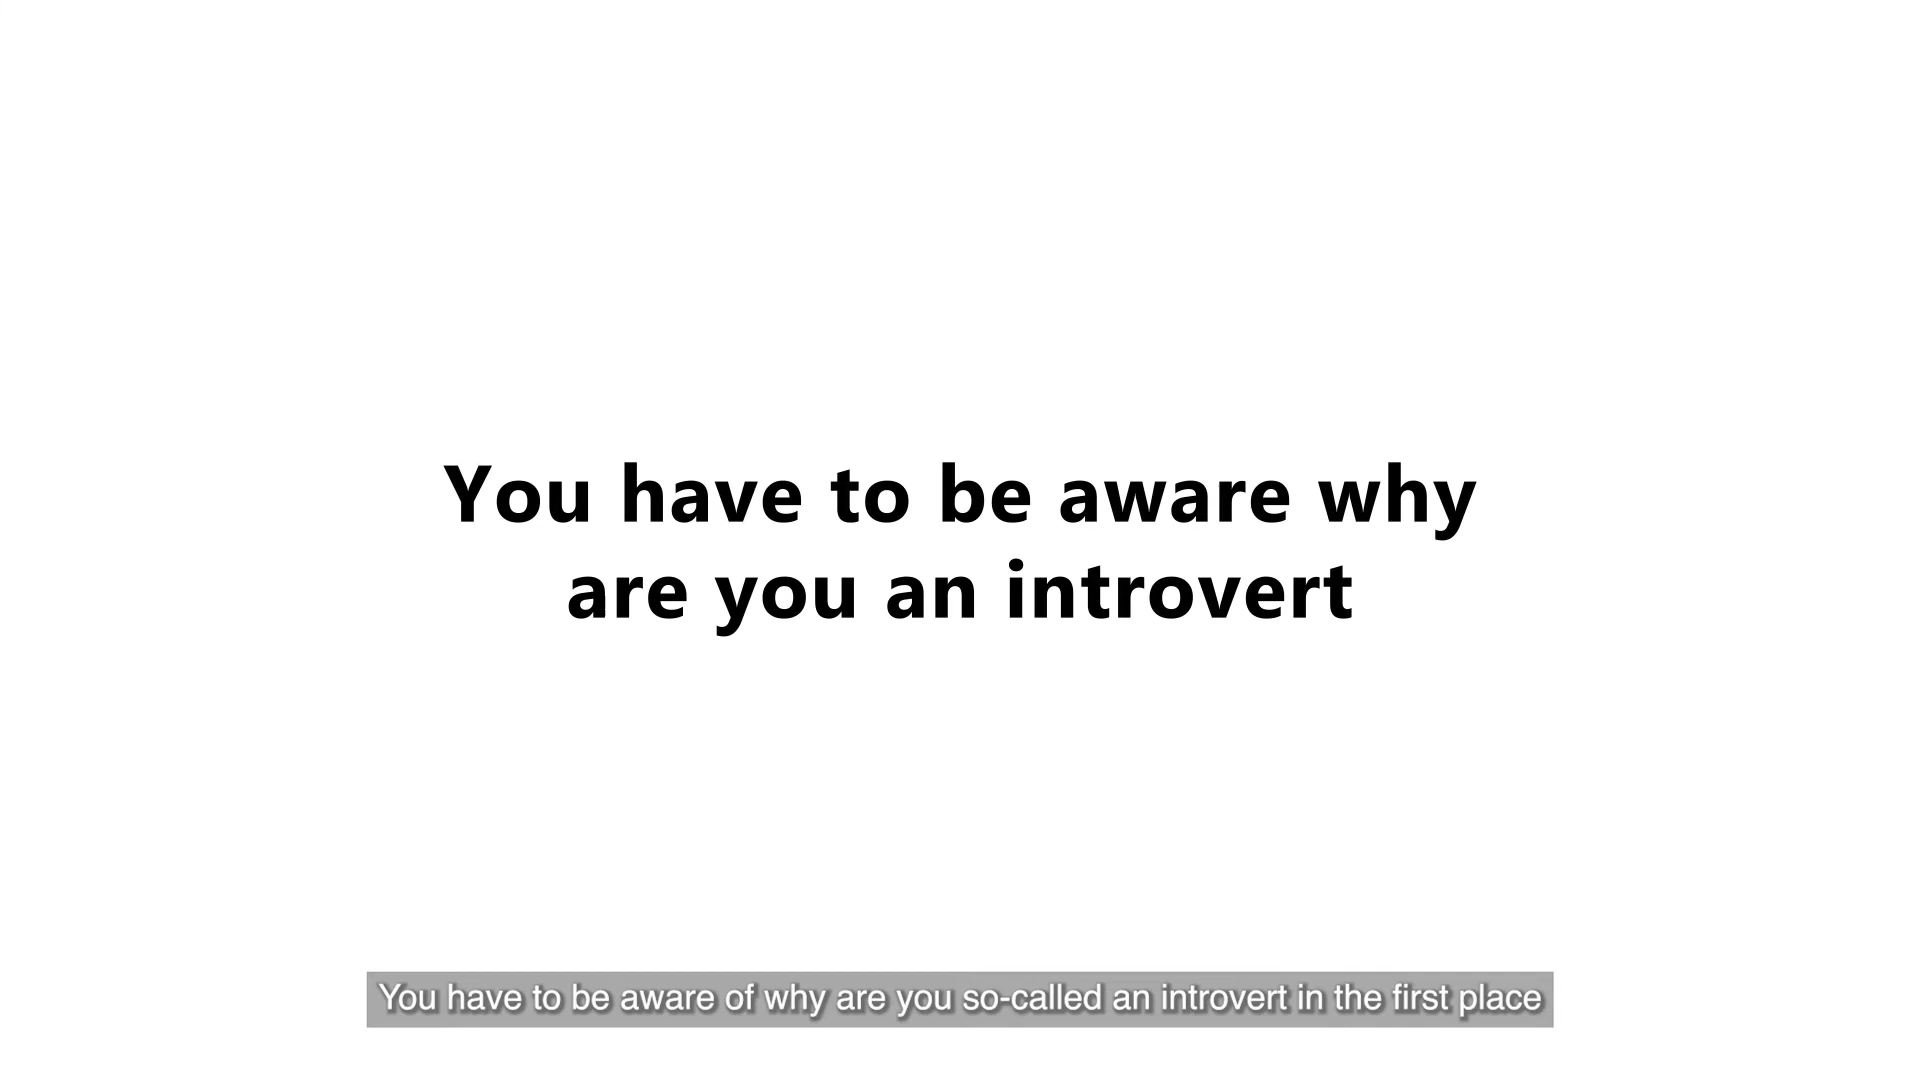 You have to be aware why
are you an introvert
You have to be aware of why are you so-called an introvert in the first place